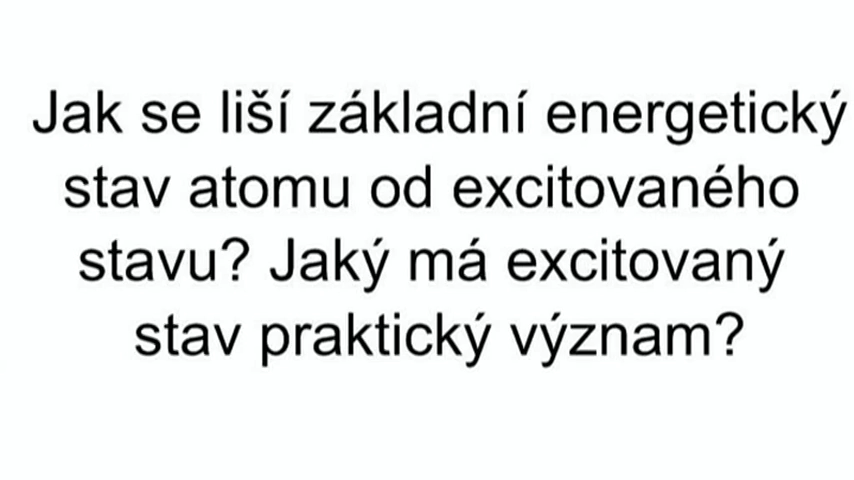 Jak se liší základní energetický
stav atomu od excitovaného
stavu? Jaký má excitovaný
stav praktický význam?